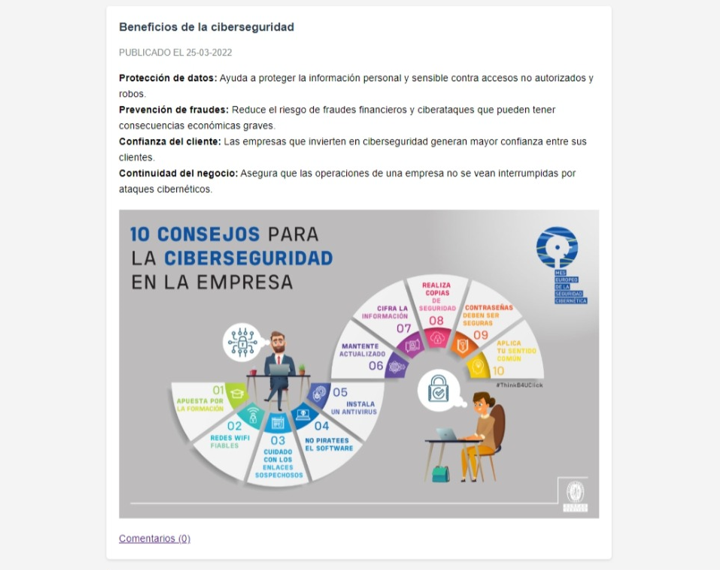 Beneficios de la ciberseguridad
PUBLICADO EL 25-03-2022
Protección de datos: Ayuda a proteger la información personal y sensible contra accesos no autorizados y
robos.
Prevención de fraudes: Reduce el riesgo de fraudes financieros y ciberataques que pueden tener
consecuencias económicas graves.
Confianza del cliente: Las empresas que invierten en ciberseguridad generan mayor confianza entre sus
clientes.
Continuidad del negocio: Asegura que las operaciones de una empresa no se vean interrumpidas por
ataques cibernéticos.
10 CONSEJOS PARA
LA CIBERSEGURIDAD
EN LA EMPRESA
MES
EUROPEO
DE LA
SEGURIDAD
CIBERNÉTICA
01
APUESTA POR
LA FORMACIÓN
02
REDES WIFI
FIABLES
03
CUIDADO
CON LOS
ENLACES
SOSPECHOSOS
04
NO PIRATEES
EL SOFTWARE
05
INSTALA
UN ANTIVIRUS
MANTENTE
ACTUALIZADO
06
CIFRA LA
INFORMACIÓN
07
REALIZA
COPIAS
DE
SEGURIDAD
08
CONTRASEÑAS
DEBEN SER
SEGURAS
09
APLICA
TU SENTIDO
COMÚN
10
#ThinkB4UClick
Comentarios (0)